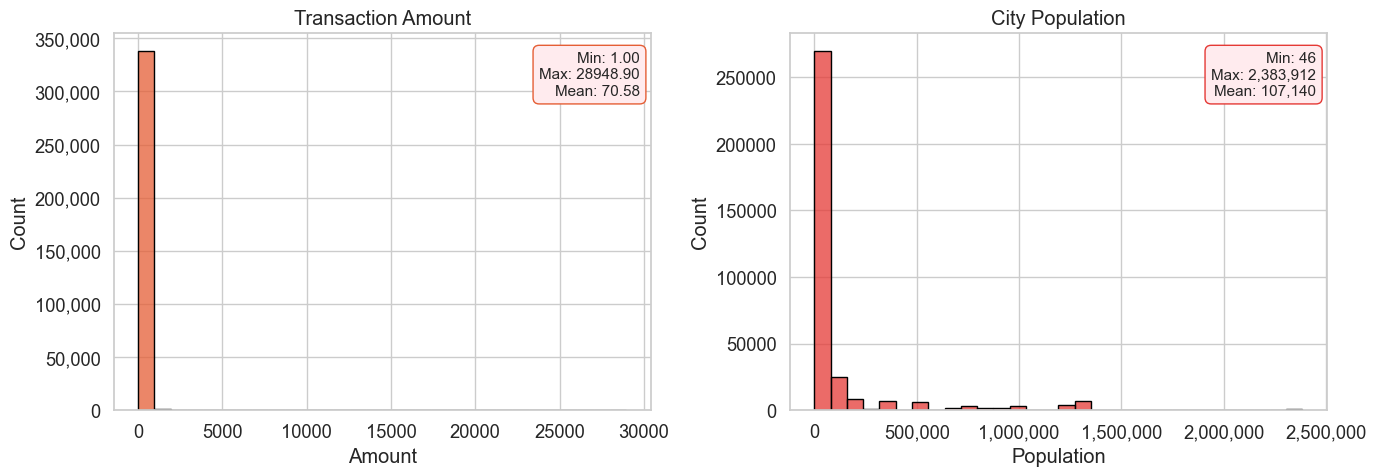 Transaction Amount
350,000
300,000
250,000
200,000
150,000
100,000
50,000
0
Count
Min: 1.00
Max: 28948.90
Mean: 70.58
0 5000 10000 15000 20000 25000 30000
Amount
City Population
250000
200000
150000
100000
50000
0
Count
Min: 46
Max: 2,383,912
Mean: 107,140
0 500,000 1,000,000 1,500,000 2,000,000 2,500,000
Population